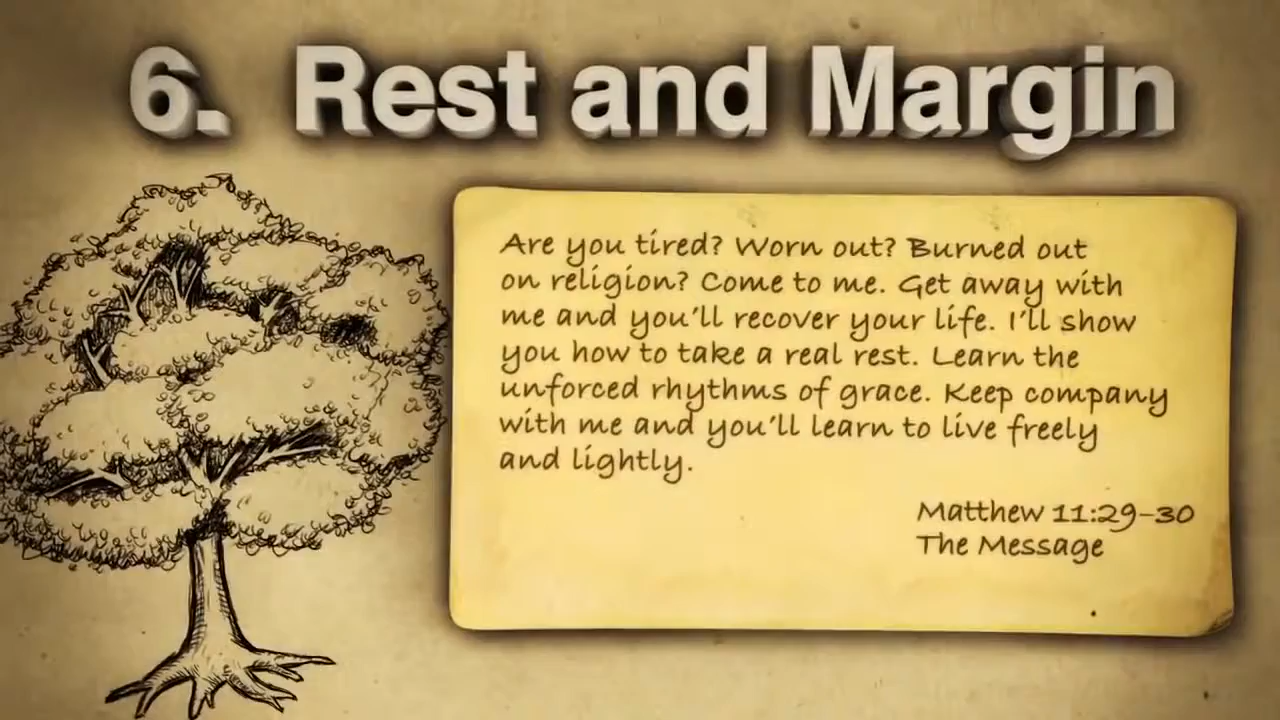 6. Rest and Margin
Are you tired? Worn out? Burned out
on religion? Come to me. Get away with
me and you'll recover your life. I'll show
you how to take a real rest. Learn the
unforced rhythms of grace. Keep company
with me and you'll learn to live freely
and lightly.
Matthew 11:29-30
The Message